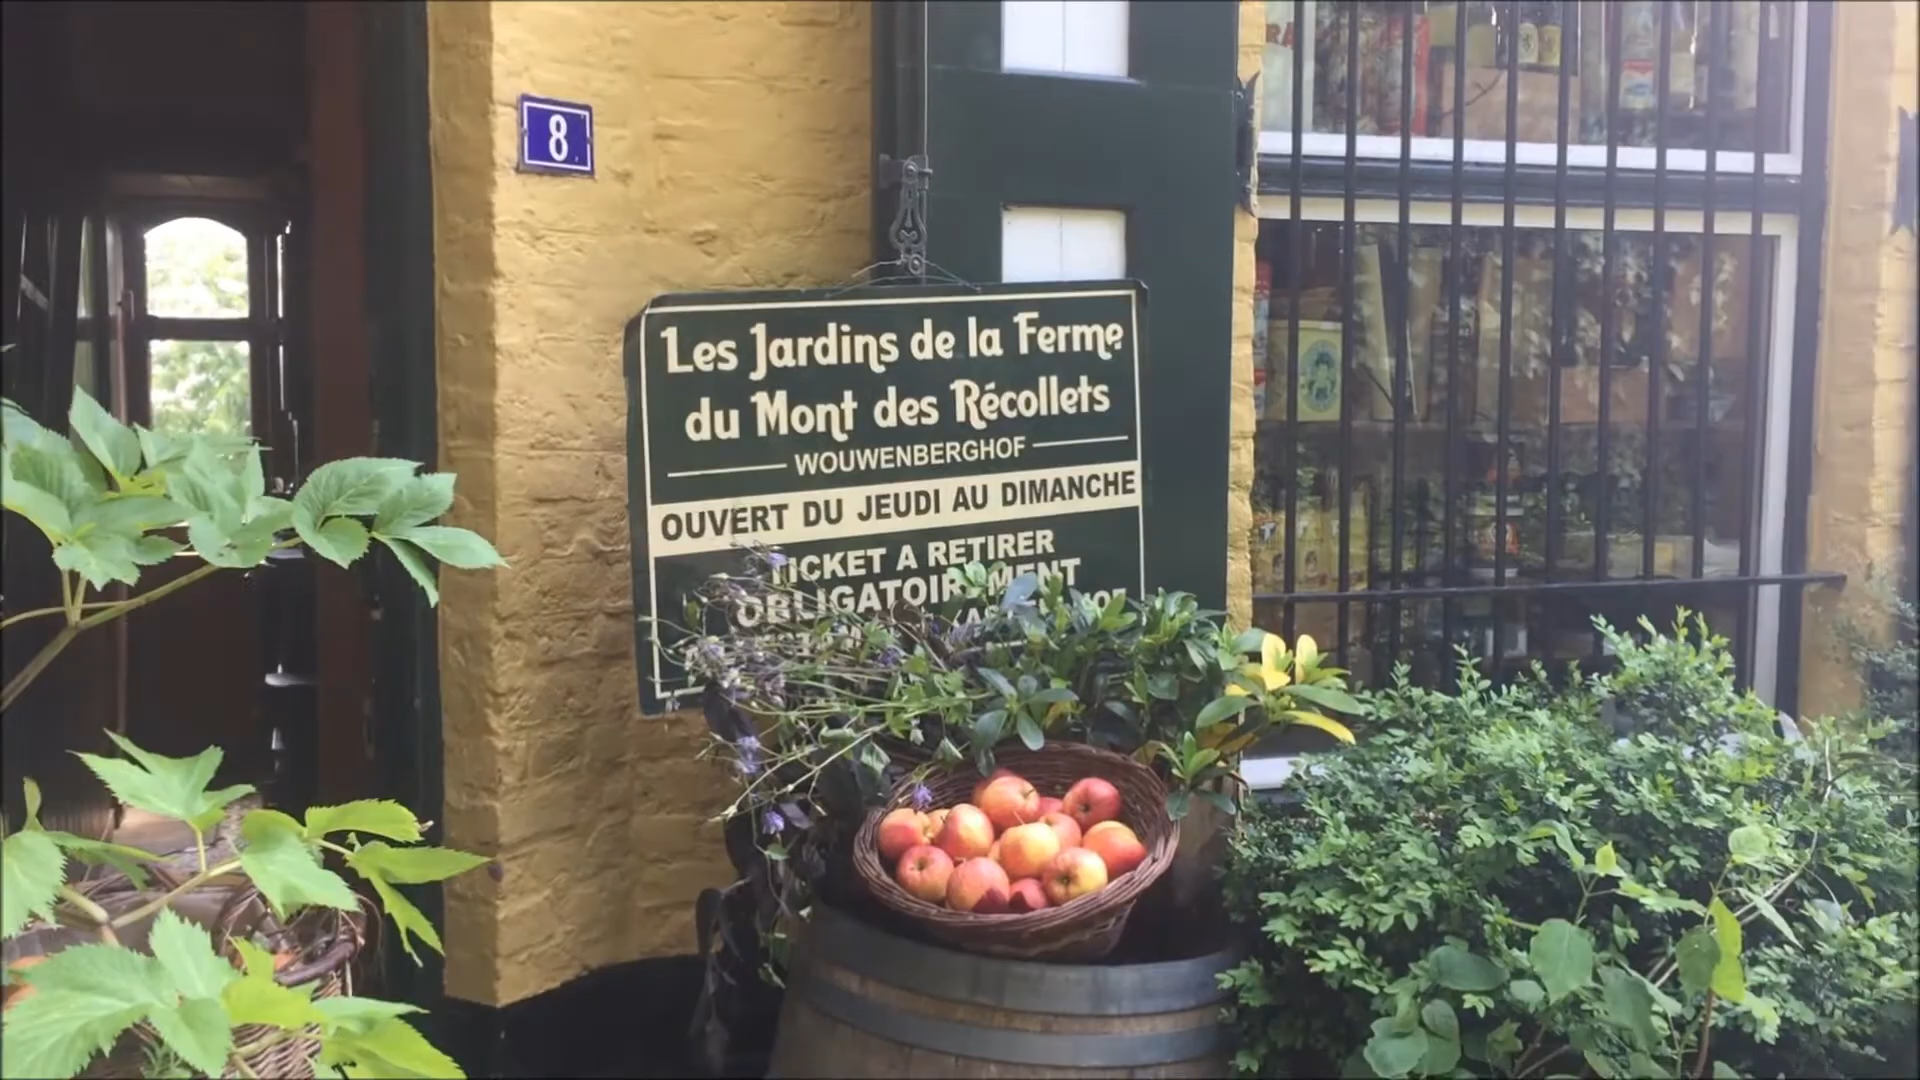 8
Les Jardins de la Ferme
du Mont des Récollets
WOUWENBERGHOF
OUVERT DU JEUDI AU DIMANCHE
TICKET A RETIRER
OBLIGATOIREMENT